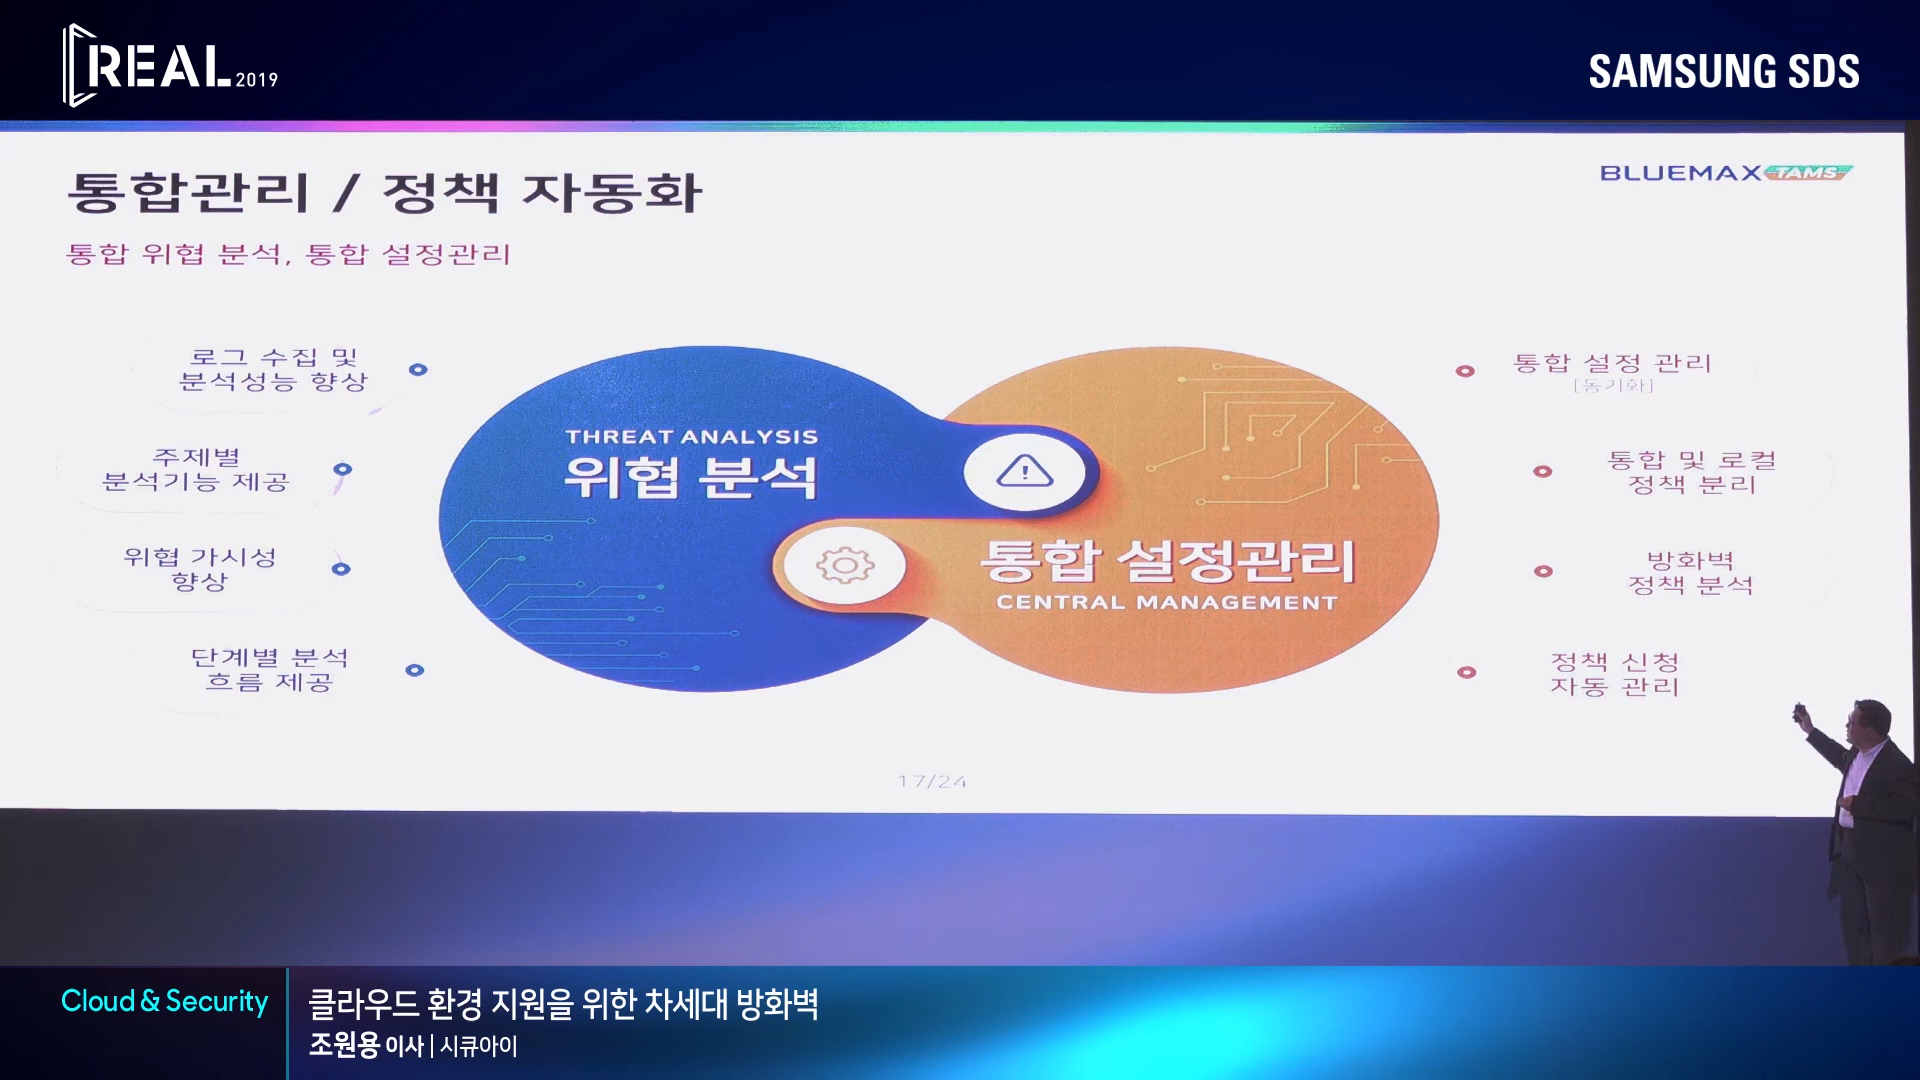 REAL 2019
SAMSUNG SDS
통합관리 / 정책 자동화
BLUEMAX TAMS
통합 위협 분석, 통합 설정관리
로그 수집 및
분석성능 향상
주제별
분석기능 제공
위협 가시성
향상
단계별 분석
흐름 제공
THREAT ANALYSIS
위협 분석
통합 설정관리
CENTRAL MANAGEMENT
통합 설정 관리
[동기화]
통합 및 로컬
정책 분리
방화벽
정책 분석
정책 신청
자동 관리
17/24
Cloud & Security
클라우드 환경 지원을 위한 차세대 방화벽
조원용 이사 | 시큐아이